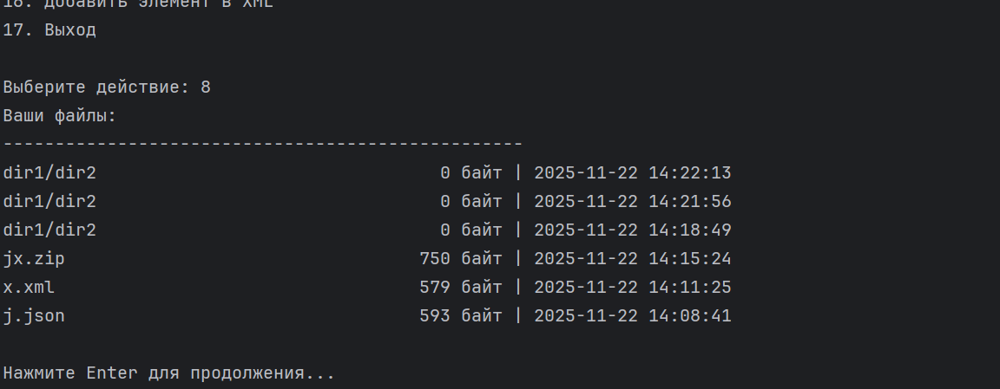 16. Добавить элемент в XML
17. Выход
Выберите действие: 8
Ваши файлы:
--------------------------------------------------
dir1/dir2                                 0 байт | 2025-11-22 14:22:13
dir1/dir2                                 0 байт | 2025-11-22 14:21:56
dir1/dir2                                 0 байт | 2025-11-22 14:18:49
jx.zip                                  750 байт | 2025-11-22 14:15:24
x.xml                                   579 байт | 2025-11-22 14:11:25
j.json                                  593 байт | 2025-11-22 14:08:41
Нажмите Enter для продолжения...